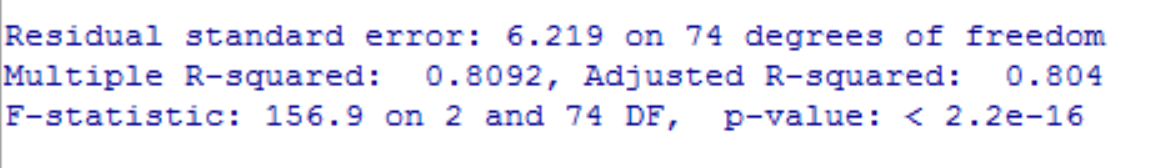 Residual standard error: 6.219 on 74 degrees of freedom
Multiple R-squared:  0.8092, Adjusted R-squared:  0.804
F-statistic: 156.9 on 2 and 74 DF,  p-value: < 2.2e-16